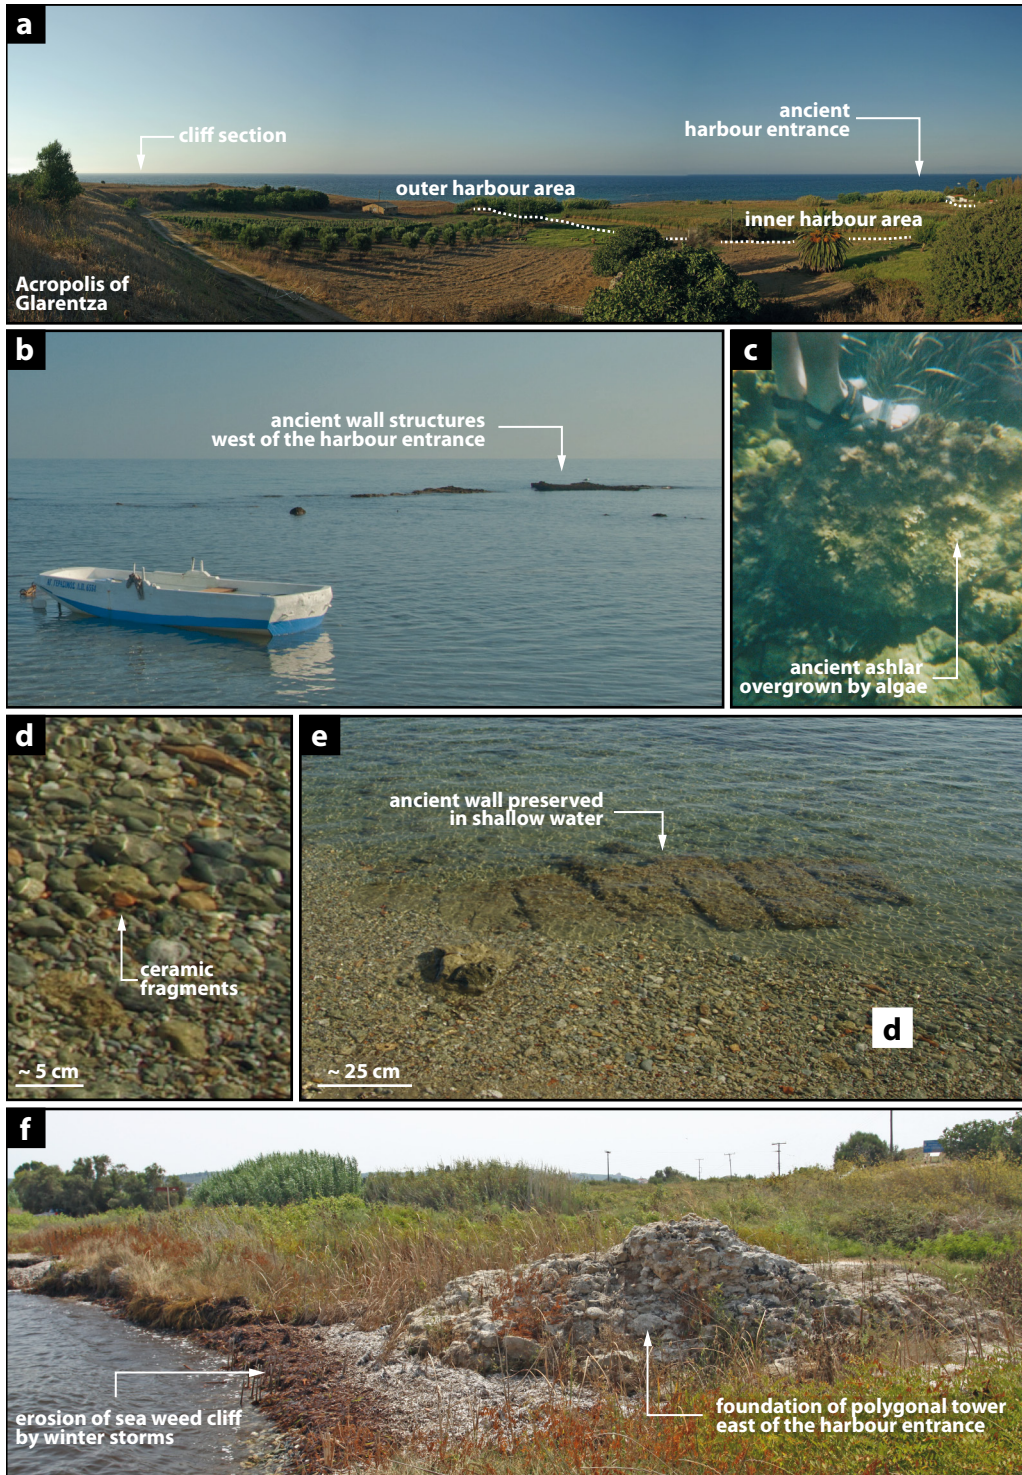 a
cliff section
ancient
harbour entrance
outer harbour area
inner harbour area
Acropolis of
Glarentza
b
ancient wall structures
west of the harbour entrance
c
ancient ashlar
overgrown by algae
d
ceramic
fragments
~ 5 cm
e
ancient wall preserved
in shallow water
d
~ 25 cm
f
erosion of sea weed cliff
by winter storms
foundation of polygonal tower
east of the harbour entrance